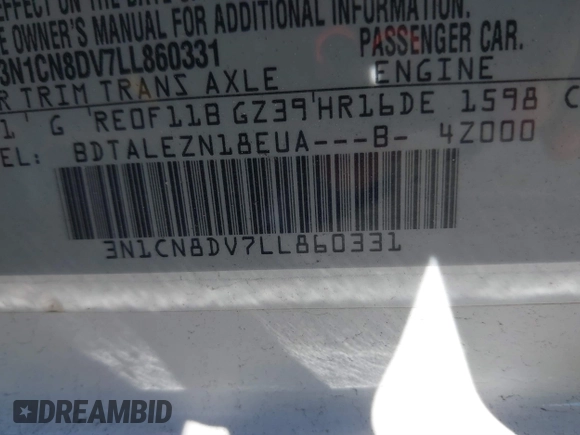 EFFECT ON THE DATE OF
OWNER'S MANUAL FOR ADDITIONAL INFORMATION.
3N1CN8DV7LL860331 PASSENGER CAR.
R TRIM TRANS AXLE ENGINE
1 G RE0F11B GZ39 HR16DE 1598 C
EL: BDTALEZN18EUA---B- 4Z000
3N1CN8DV7LL860331
DREAMBID